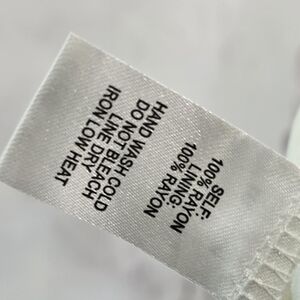 SELF:
100% RAYON
LINING:
100% RAYON
HAND WASH COLD
DO NOT BLEACH
LINE DRY
IRON LOW HEAT